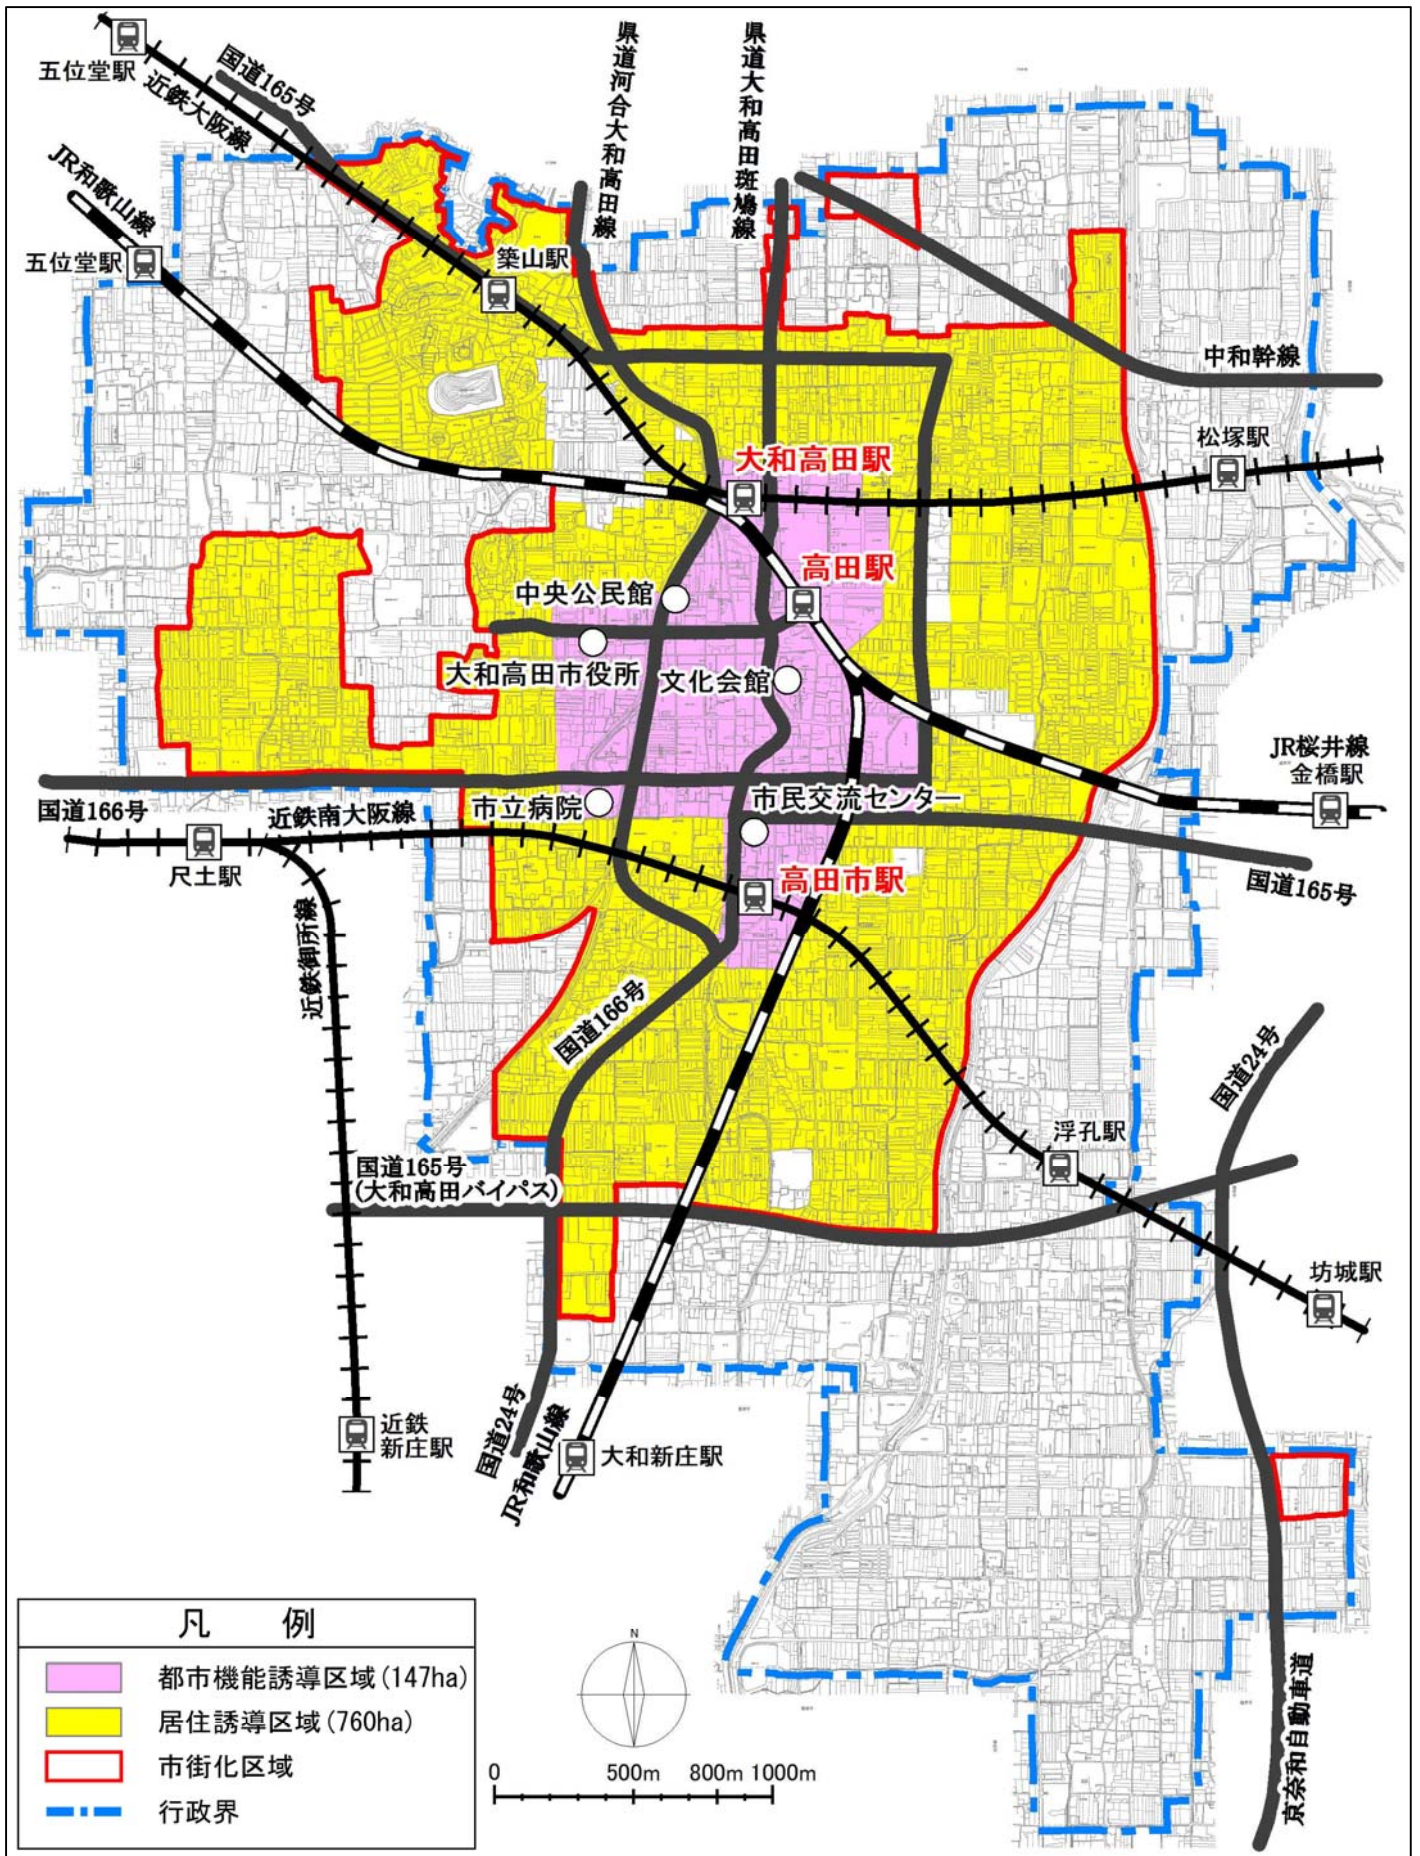 五位堂駅
国道165号
近鉄大阪線
県道河合大和高田線
県道大和高田斑鳩線
JR和歌山線
五位堂駅
築山駅
中和幹線
松塚駅
大和高田駅
高田駅
中央公民館
大和高田市役所
文化会館
JR桜井線
金橋駅
国道166号
近鉄南大阪線
市立病院
市民交流センター
尺土駅
高田市駅
国道165号
近鉄御所線
国道166号
国道24号
浮孔駅
国道165号
(大和高田バイパス)
坊城駅
近鉄
新庄駅
国道24号
JR和歌山線
大和新庄駅
京奈和自動車道
凡 例
都市機能誘導区域(147ha)
居住誘導区域(760ha)
市街化区域
行政界
N
0 500m 800m 1000m